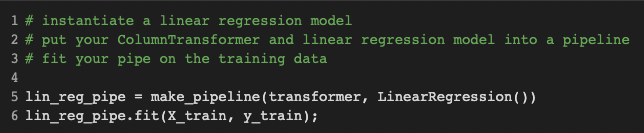 1 # instantiate a linear regression model
2 # put your ColumnTransformer and linear regression model into a pipeline
3 # fit your pipe on the training data
4
5 lin_reg_pipe = make_pipeline(transformer, LinearRegression())
6 lin_reg_pipe.fit(X_train, y_train);